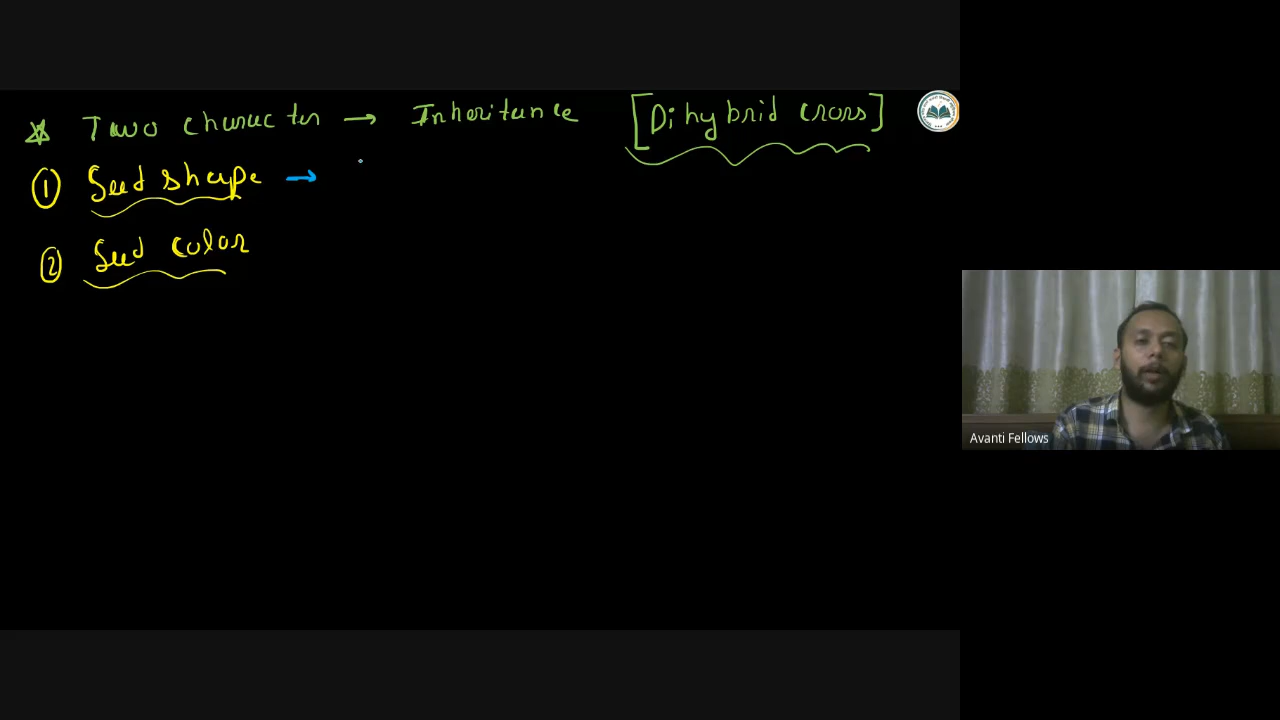 Two character → Inheritance [Dihybrid cross]
① Seed shape →
② Seed color
Avanti Fellows